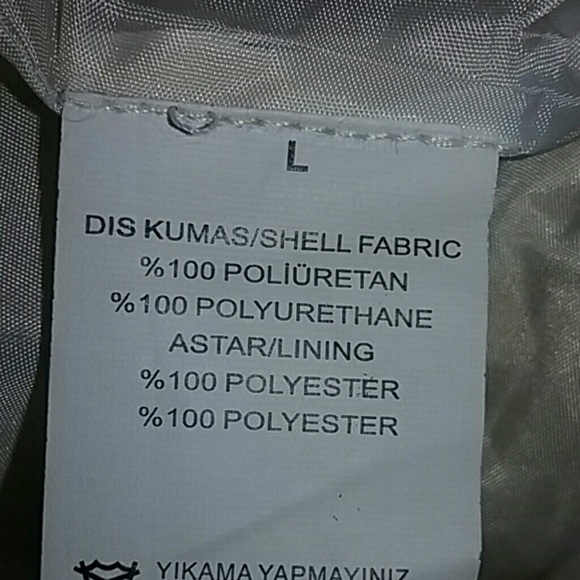 L
DIS KUMAS/SHELL FABRIC
%100 POLİÜRETAN
%100 POLYURETHANE
ASTAR/LINING
%100 POLYESTER
%100 POLYESTER
YIKAMA YAPMAYINIZ